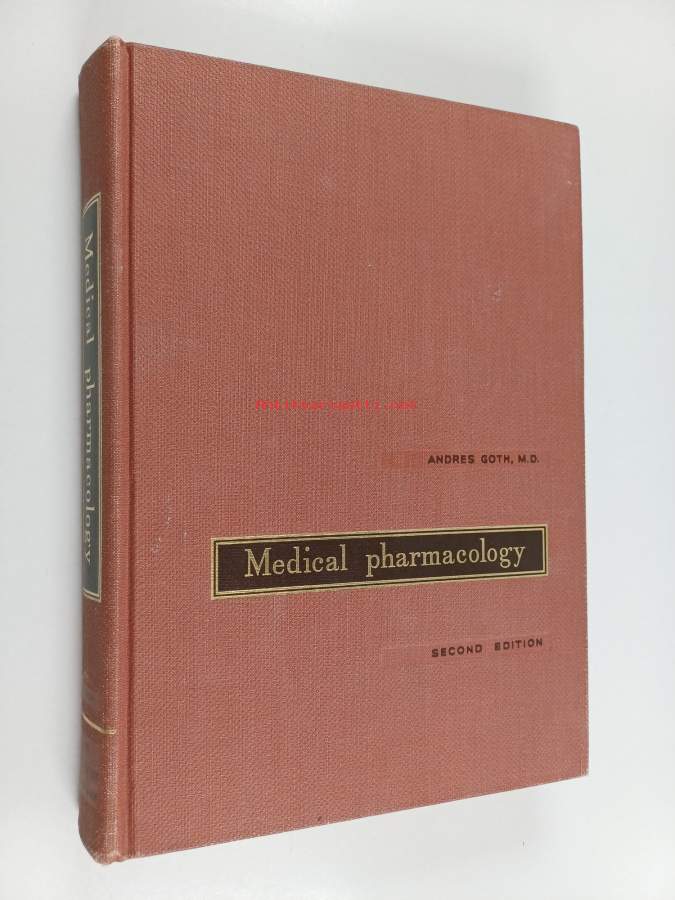 Medical pharmacology
ANDRES GOTH, M.D.
Medical pharmacology
SECOND EDITION